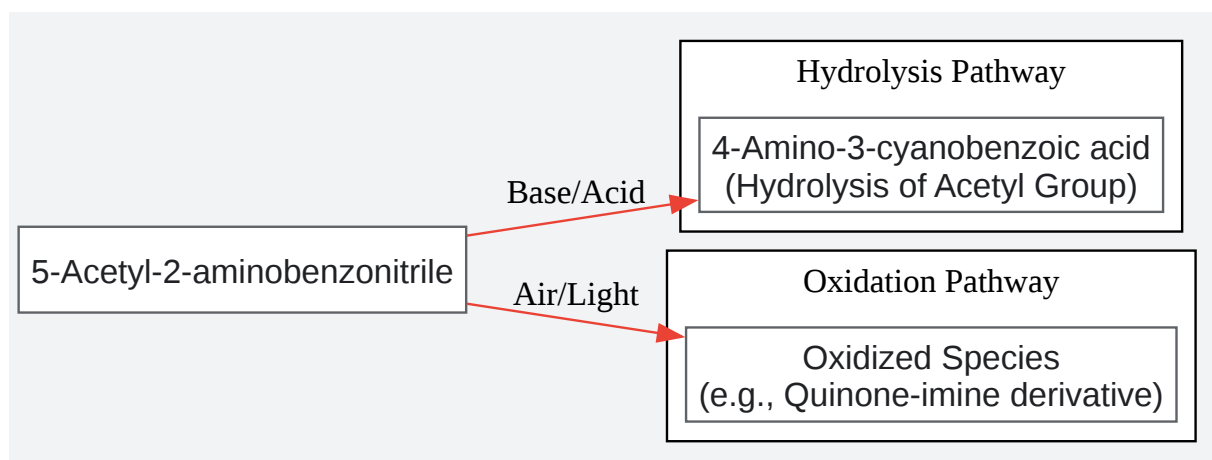 Hydrolysis Pathway
4-Amino-3-cyanobenzoic acid
(Hydrolysis of Acetyl Group)
Base/Acid
5-Acetyl-2-aminobenzonitrile
Air/Light
Oxidation Pathway
Oxidized Species
(e.g., Quinone-imine derivative)